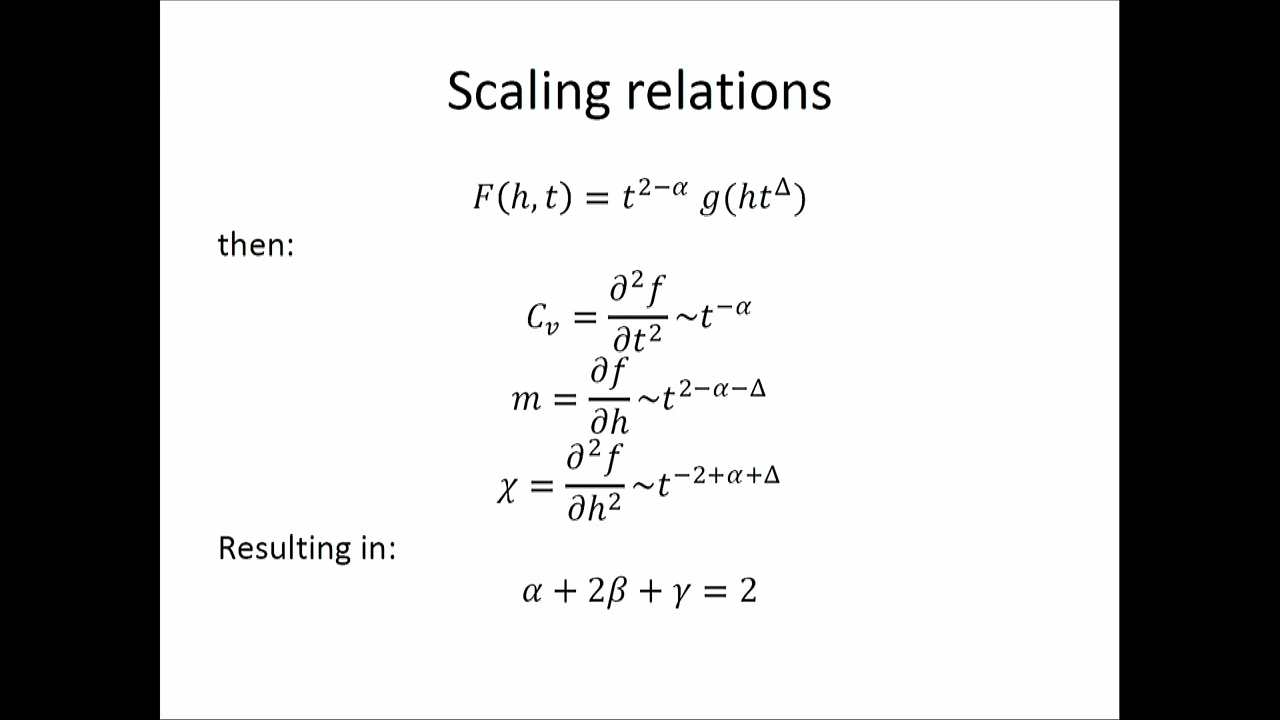 Scaling relations
F(h, t) = t^{2−α} g(ht^Δ)
then:
C_v = ∂²f/∂t² ~t^{−α}
m = ∂f/∂h ~t^{2−α−Δ}
χ = ∂²f/∂h² ~t^{−2+α+Δ}
Resulting in:
α + 2β + γ = 2